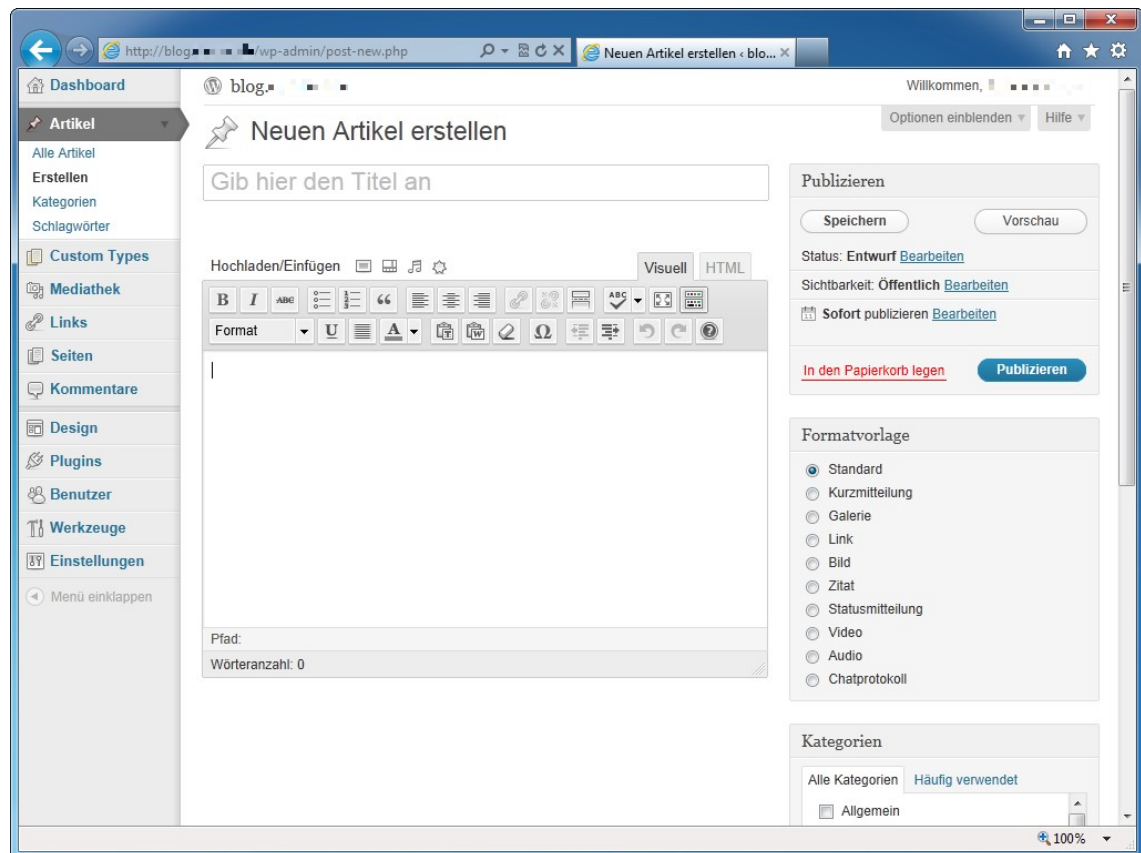 http://blog /wp-admin/post-new.php
Neuen Artikel erstellen ‹ blo...
Dashboard
Artikel
Alle Artikel
Erstellen
Kategorien
Schlagwörter
Custom Types
Mediathek
Links
Seiten
Kommentare
Design
Plugins
Benutzer
Werkzeuge
Einstellungen
Menü einklappen
blog.
Willkommen,
Optionen einblenden
Hilfe
Neuen Artikel erstellen
Gib hier den Titel an
Hochladen/Einfügen
Visuell HTML
B I ABC ABC
Format U A T W Ω
Pfad:
Wörteranzahl: 0
Publizieren
Speichern Vorschau
Status: Entwurf Bearbeiten
Sichtbarkeit: Öffentlich Bearbeiten
Sofort publizieren Bearbeiten
In den Papierkorb legen Publizieren
Formatvorlage
Standard
Kurzmitteilung
Galerie
Link
Bild
Zitat
Statusmitteilung
Video
Audio
Chatprotokoll
Kategorien
Alle Kategorien Häufig verwendet
Allgemein
100%